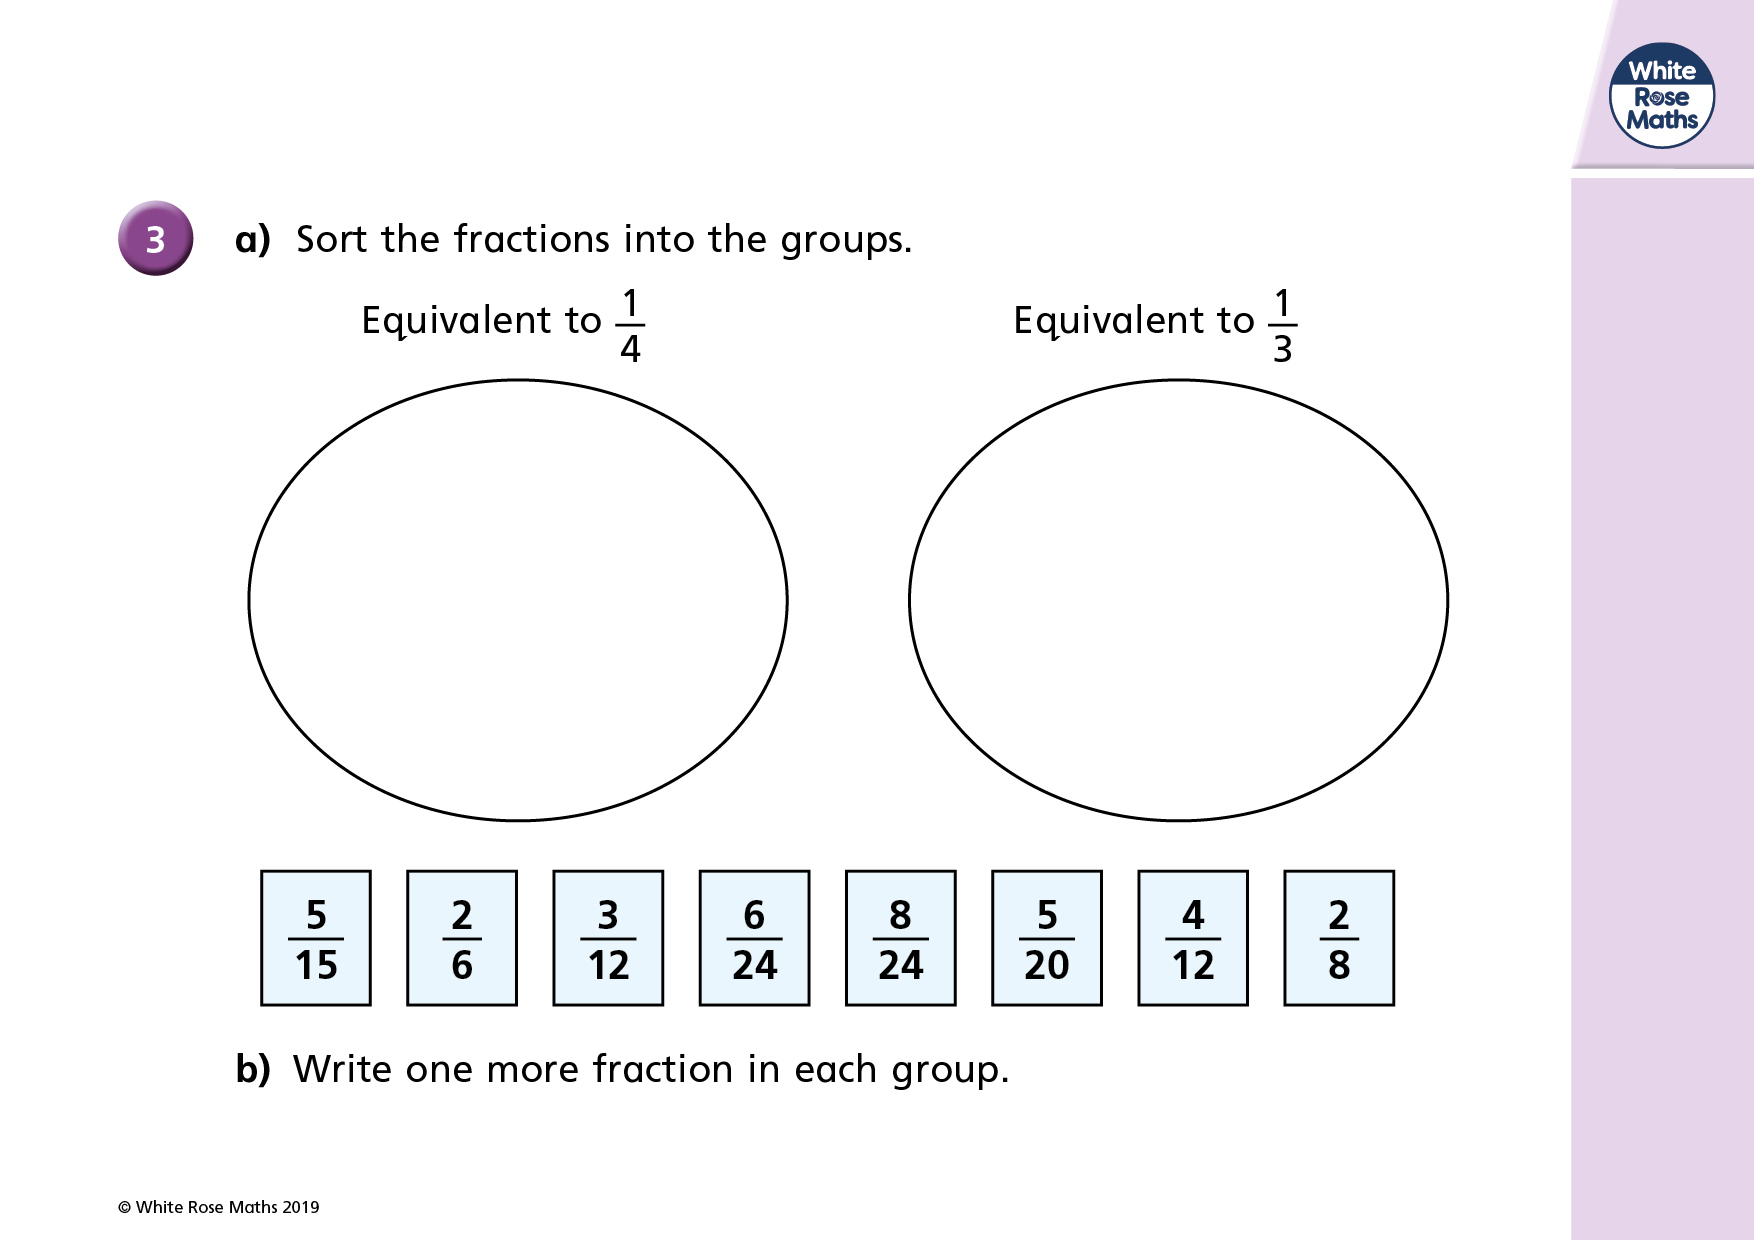 White
Rose
Maths
3
a) Sort the fractions into the groups.
Equivalent to 1/4
Equivalent to 1/3
5/15 2/6 3/12 6/24 8/24 5/20 4/12 2/8
b) Write one more fraction in each group.
© White Rose Maths 2019